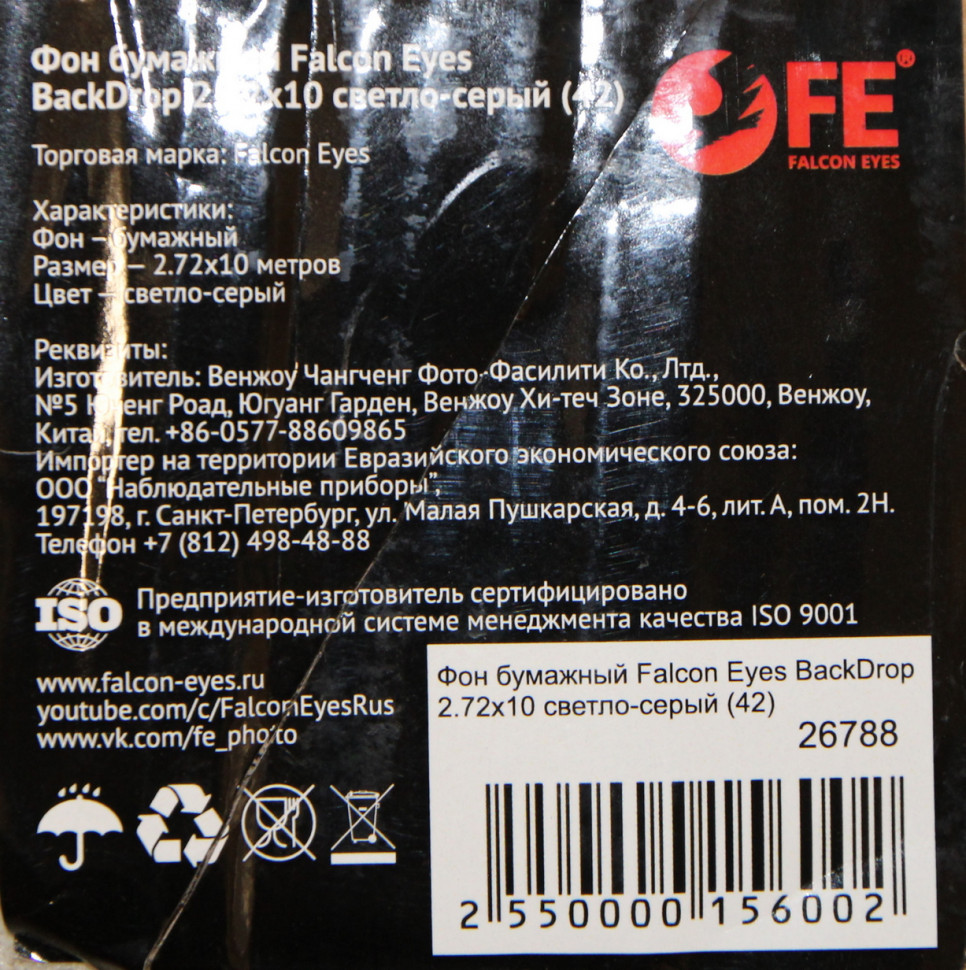 Фон бумажный Falcon Eyes
BackDrop 2.72x10 светло-серый (42)
FE®
FALCON EYES
Торговая марка: Falcon Eyes
Характеристики:
Фон – бумажный
Размер – 2.72x10 метров
Цвет – светло-серый
Реквизиты:
Изготовитель: Венжоу Чангченг Фото-Фасилити Ко., Лтд.,
№5 Роад, Югуанг Гарден, Венжоу Хи-теч Зоне, 325000, Венжоу,
Китай, тел. +86-0577-88609865
Импортер на территории Евразийского экономического союза:
ООО "Наблюдательные приборы",
197198, г. Санкт-Петербург, ул. Малая Пушкарская, д. 4-6, лит. А, пом. 2Н.
Телефон +7 (812) 498-48-88
ISO
Предприятие-изготовитель сертифицировано
в международной системе менеджмента качества ISO 9001
www.falcon-eyes.ru
youtube.com/c/FalconEyesRus
www.vk.com/fe_photo
Фон бумажный Falcon Eyes BackDrop
2.72x10 светло-серый (42)
26788
2 550000 156002